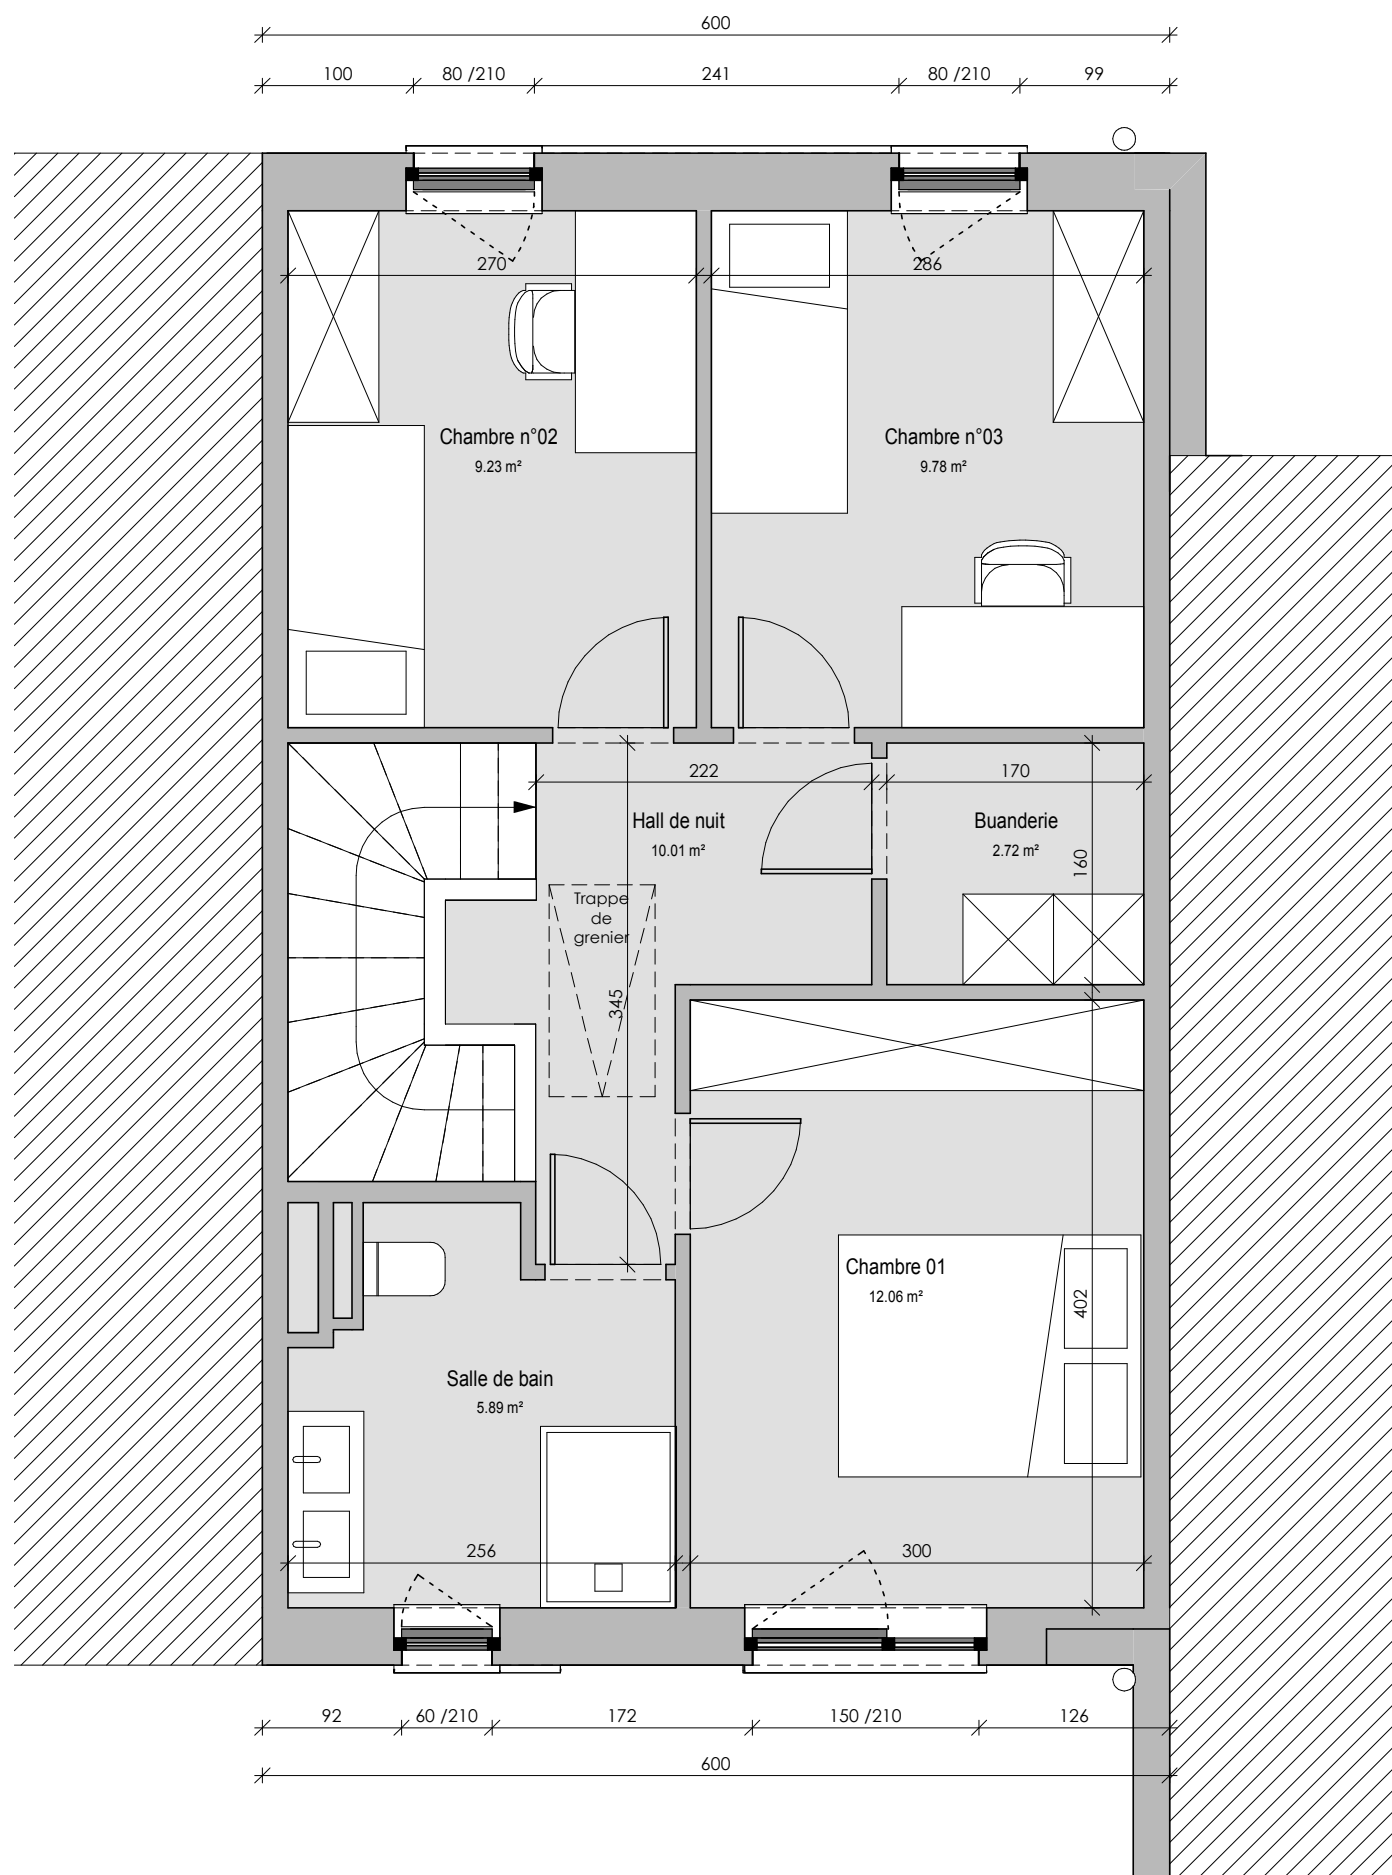 600
100
80 /210
241
80 /210
99
270
286
Chambre n°02
9.23 m²
Chambre n°03
9.78 m²
222
170
Hall de nuit
10.01 m²
Buanderie
2.72 m²
160
Trappe
de
grenier
345
Chambre 01
12.06 m²
402
Salle de bain
5.89 m²
256
300
92
60 /210
172
150 /210
126
600